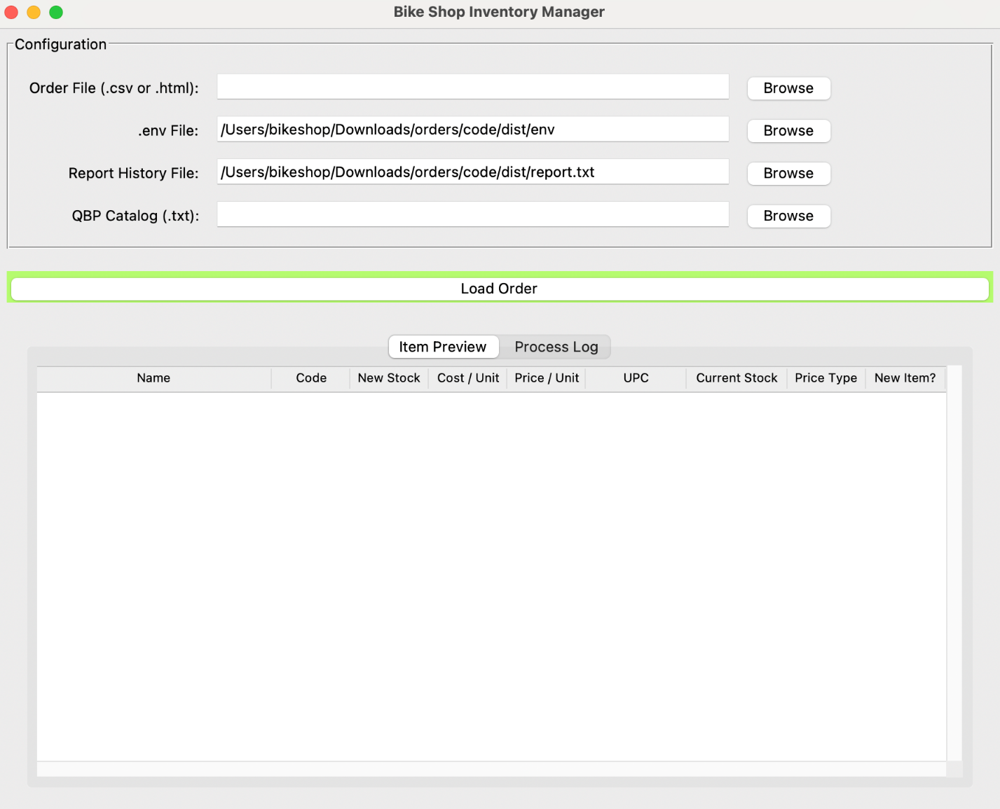 Bike Shop Inventory Manager
Configuration
Order File (.csv or .html):
Browse
.env File:
/Users/bikeshop/Downloads/orders/code/dist/env
Browse
Report History File:
/Users/bikeshop/Downloads/orders/code/dist/report.txt
Browse
QBP Catalog (.txt):
Browse
Load Order
Item Preview
Process Log
Name
Code
New Stock
Cost / Unit
Price / Unit
UPC
Current Stock
Price Type
New Item?